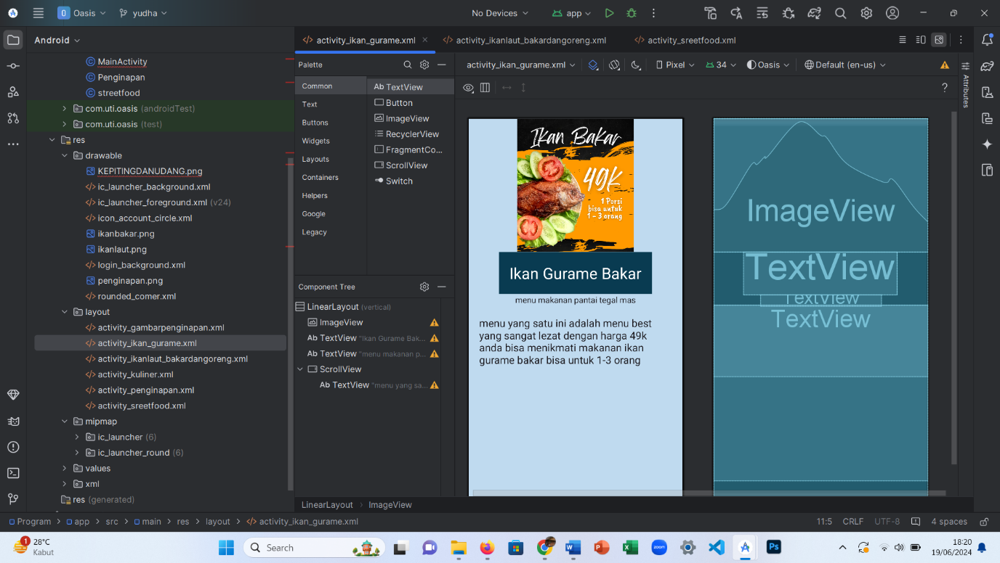 O Oasis yudha No Devices app
Android
MainActivity
Penginapan
streetfood
com.uti.oasis (androidTest)
com.uti.oasis (test)
res
drawable
KEPITINGDANUDANG.png
ic_launcher_background.xml
ic_launcher_foreground.xml (v24)
icon_account_circle.xml
ikanbakar.png
ikanlaut.png
login_background.xml
penginapan.png
rounded_comer.xml
layout
activity_gambarpenginapan.xml
activity_ikan_gurame.xml
activity_ikanlaut_bakardangoreng.xml
activity_kuliner.xml
activity_penginapan.xml
activity_sreetfood.xml
mipmap
ic_launcher (6)
ic_launcher_round (6)
values
xml
res (generated)
activity_ikan_gurame.xml activity_ikanlaut_bakardangoreng.xml activity_sreetfood.xml
Palette
Common
Text
Buttons
Widgets
Layouts
Containers
Helpers
Google
Legacy
Ab TextView
Button
ImageView
RecyclerView
FragmentCo...
ScrollView
Switch
Component Tree
LinearLayout (vertical)
ImageView
Ab TextView "Ikan Gurame Bak...
Ab TextView "menu makanan p...
ScrollView
Ab TextView "menu yang sa...
activity_ikan_gurame.xml Pixel 34 Oasis Default (en-us)
?
Attributes
Ikan Bakar
49K
1 Porsi
bisa untuk
1 - 3 orang
Ikan Gurame Bakar
menu makanan pantai tegal mas
menu yang satu ini adalah menu best
yang sangat lezat dengan harga 49k
anda bisa menikmati makanan ikan
gurame bakar bisa untuk 1-3 orang
ImageView
TextView
TextView
TextView
LinearLayout > ImageView
Program > app > src > main > res > layout > activity_ikan_gurame.xml 11:5 CRLF UTF-8 4 spaces
1
28°C
Kabut
Search
zoom
Ps
18:20
19/06/2024